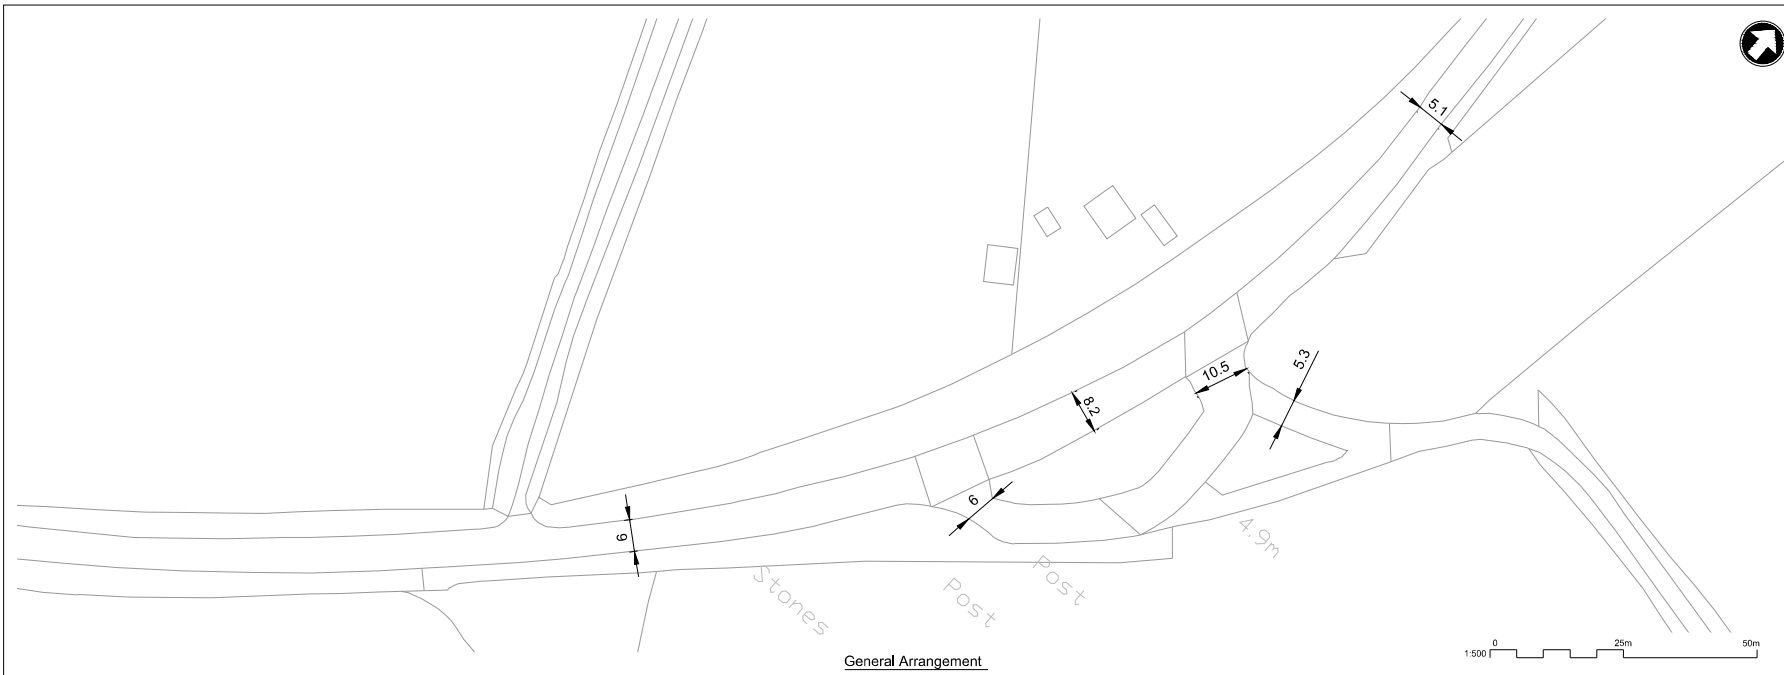 5.1
5.3
10.5
8.2
6
6
4.9m
Stones
Post
Post
General Arrangement
1:500
0
25m
50m